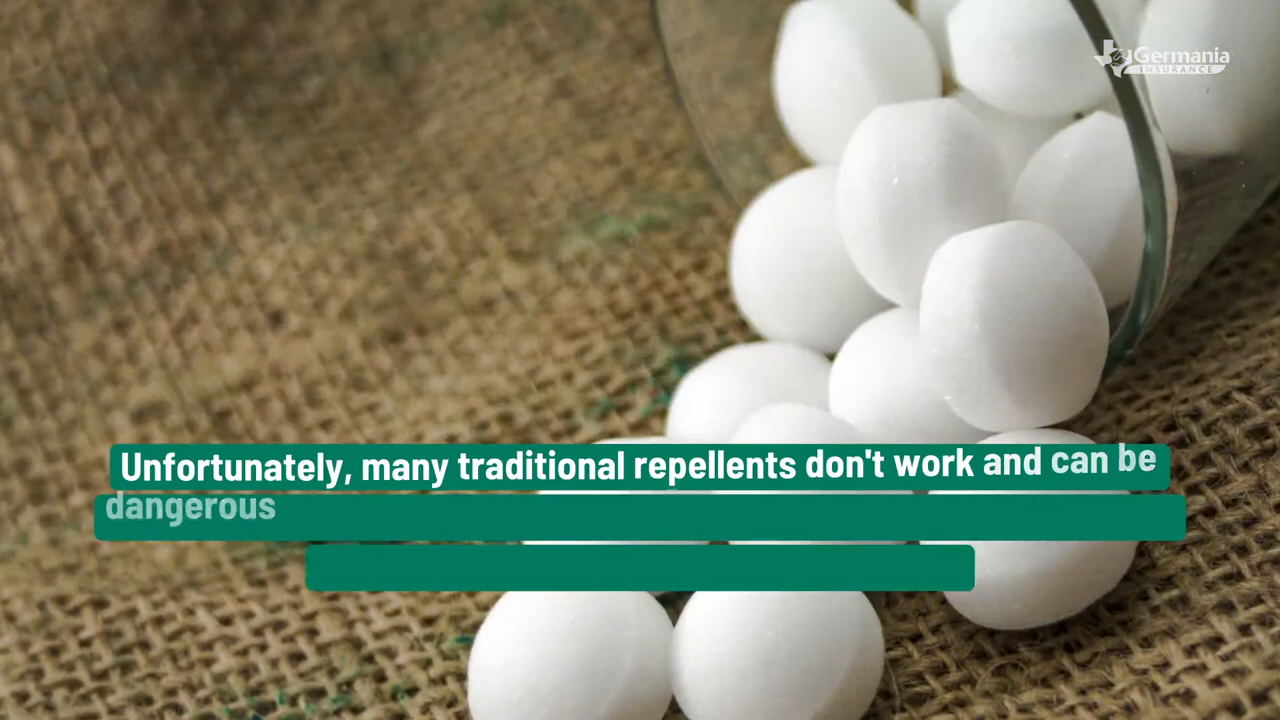 Germania
INSURANCE
Unfortunately, many traditional repellents don't work and can be
dangerous